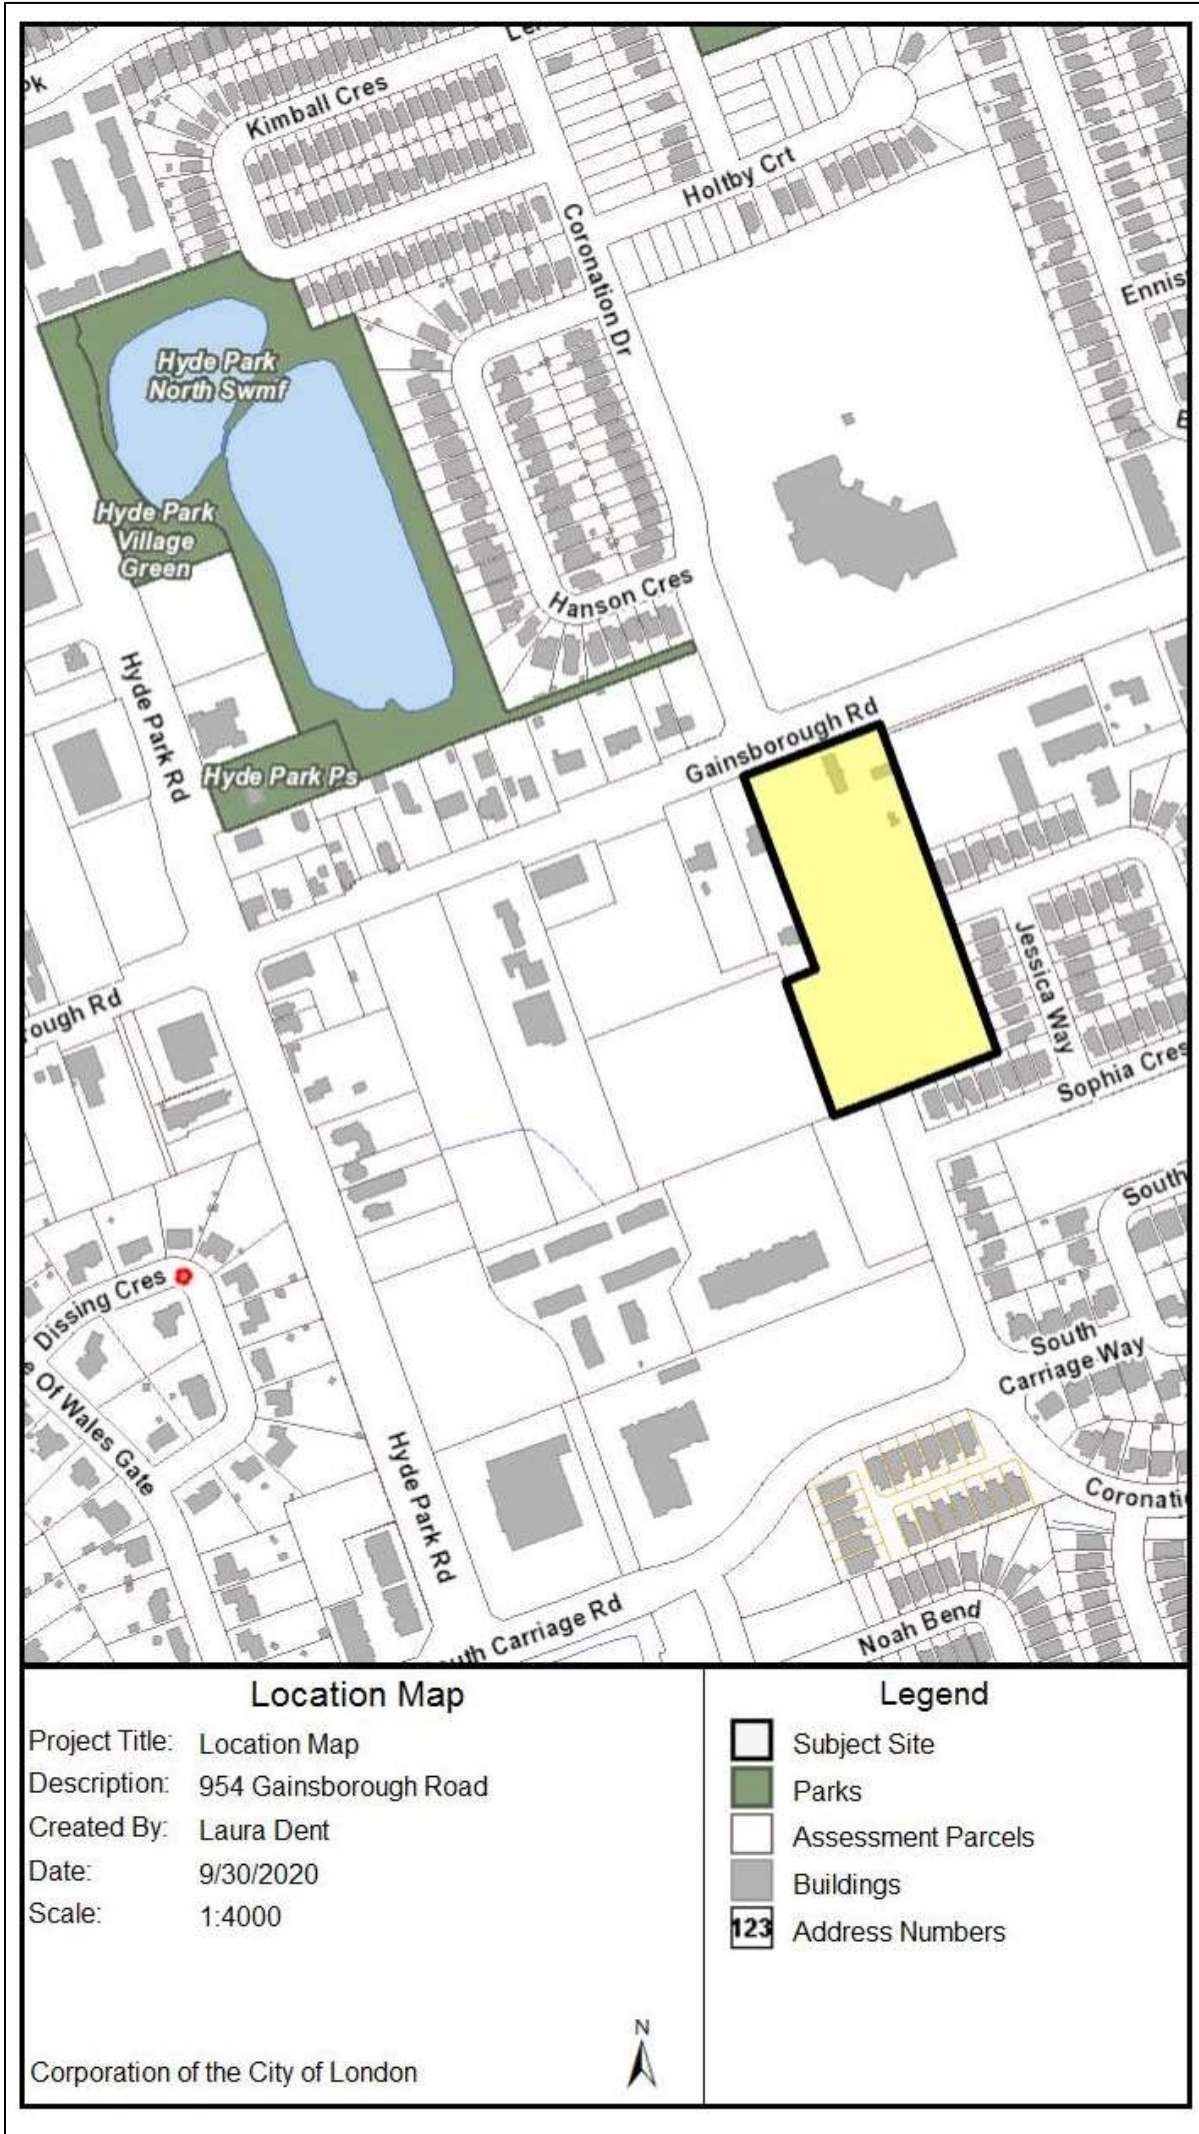 Kimball Cres
Holtby Crt
Coronation Dr
Ennis
Hyde Park
North Swmf
Hyde Park
Village
Green
Hanson Cres
Hyde Park Rd
Gainsborough Rd
Hyde Park Ps
Jessica Way
rough Rd
Sophia Cres
South
Dissing Cres
South
Carriage Way
e Of Wales Gate
Hyde Park Rd
Coronati
uth Carriage Rd
Noah Bend
Location Map
Project Title: Location Map
Description: 954 Gainsborough Road
Created By: Laura Dent
Date: 9/30/2020
Scale: 1:4000
N
Corporation of the City of London
Legend
Subject Site
Parks
Assessment Parcels
Buildings
123 Address Numbers